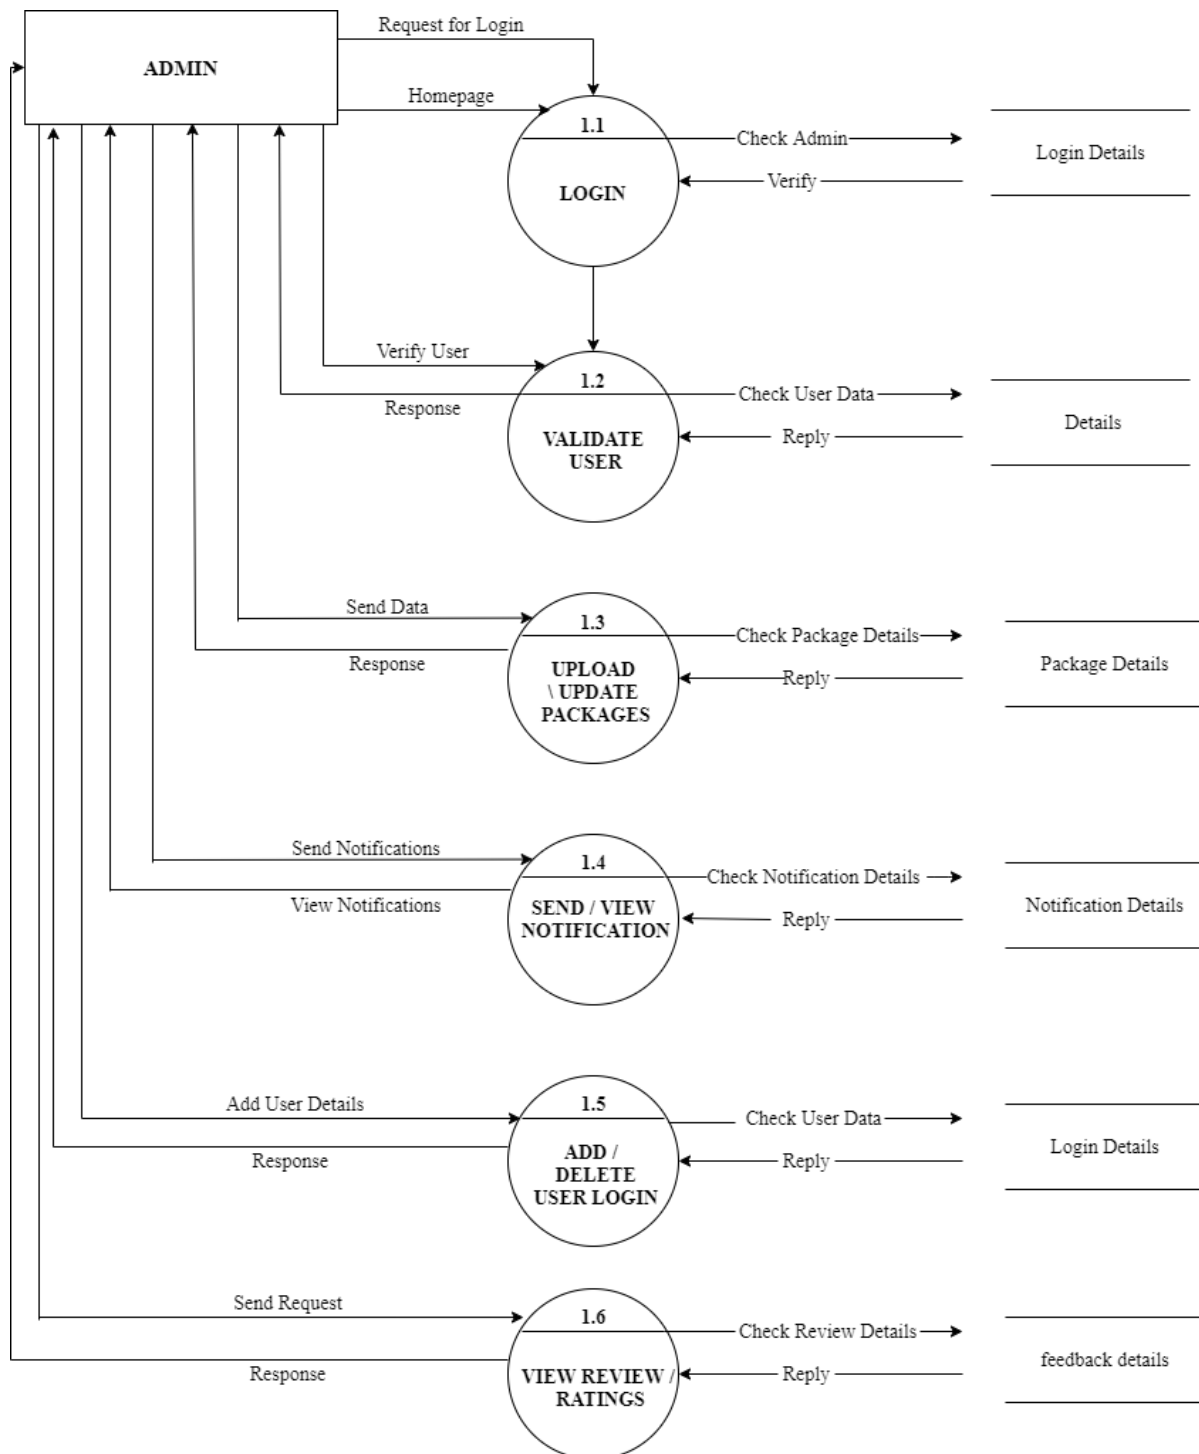 Request for Login
ADMIN
Homepage
1.1
Check Admin
Login Details
Verify
LOGIN
Verify User
1.2
Check User Data
Response
Details
VALIDATE
USER
Reply
Send Data
1.3
Check Package Details
Response
Package Details
UPLOAD
\ UPDATE
PACKAGES
Reply
Send Notifications
1.4
Check Notification Details
View Notifications
Notification Details
SEND / VIEW
NOTIFICATION
Reply
Add User Details
1.5
Check User Data
Response
Login Details
ADD /
DELETE
USER LOGIN
Reply
Send Request
1.6
Check Review Details
feedback details
Response
VIEW REVIEW /
RATINGS
Reply